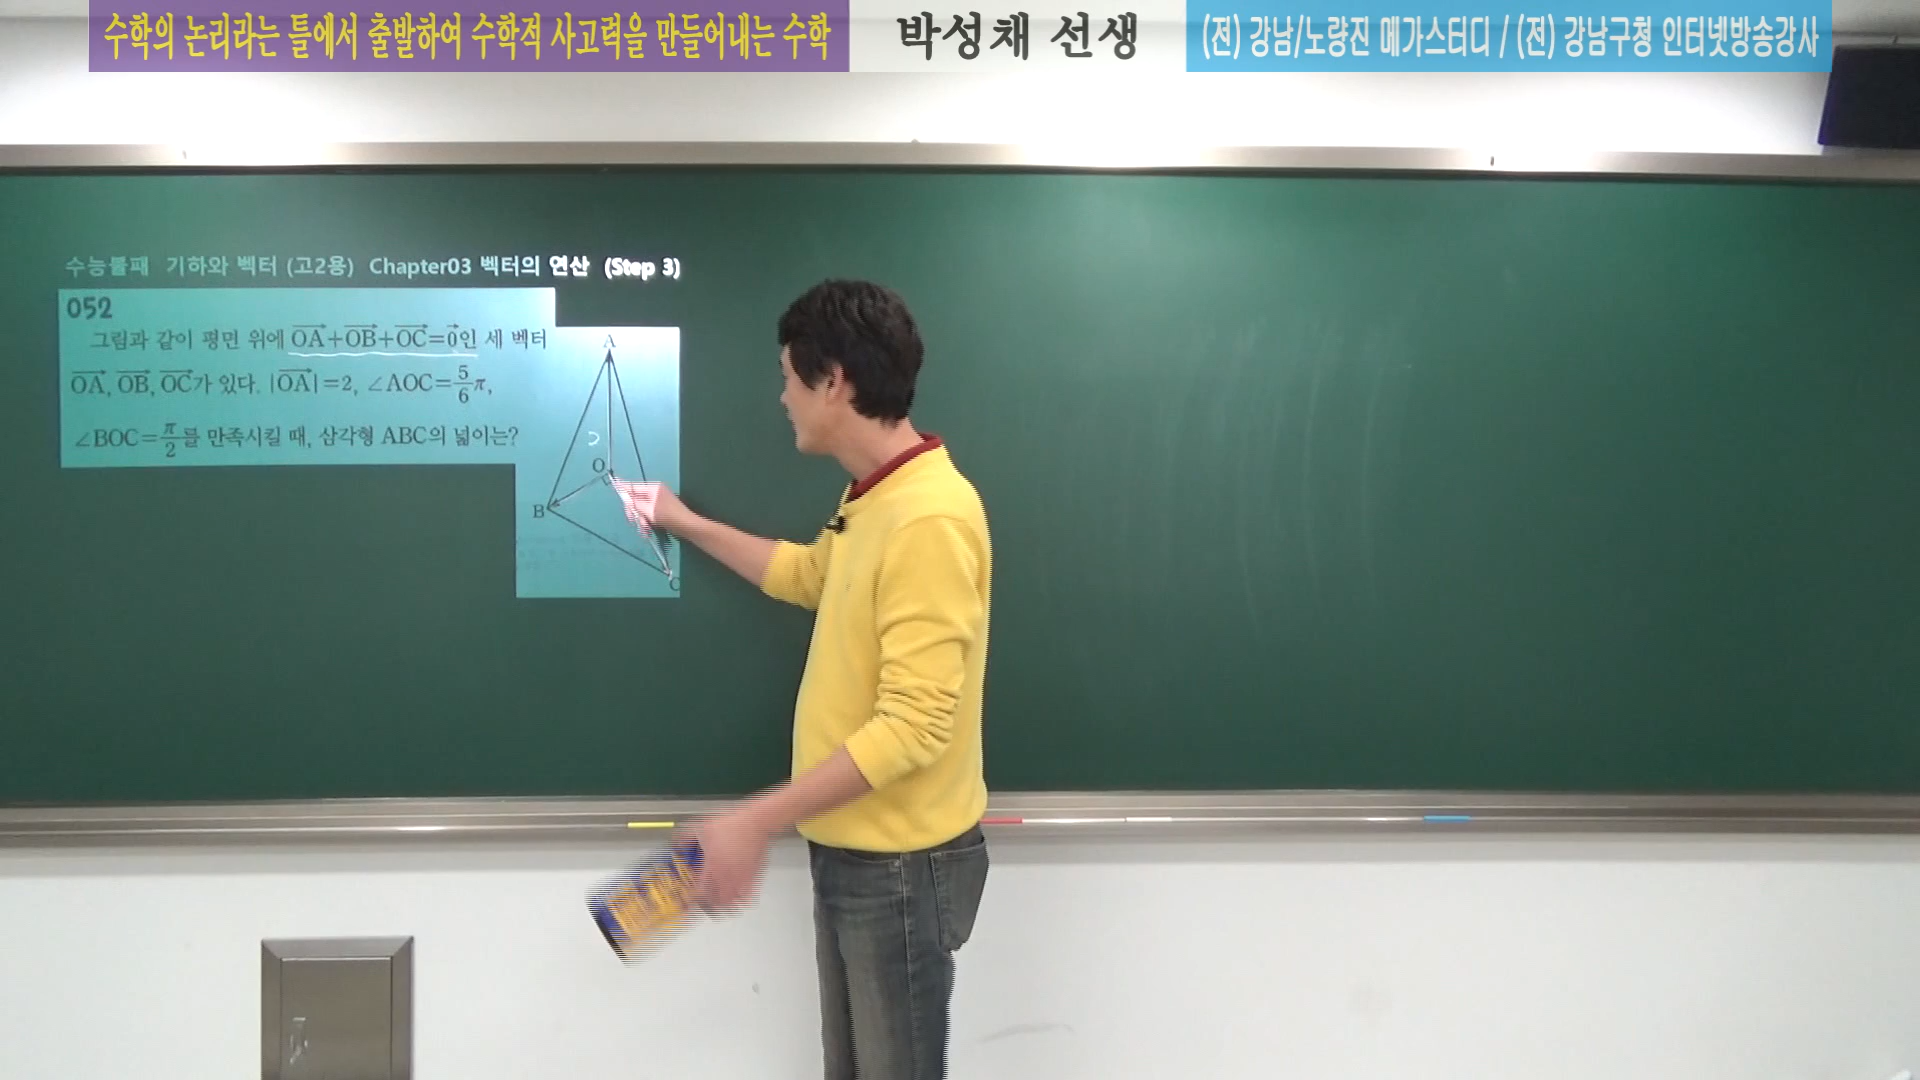 수학의 논리라는 틀에서 출발하여 수학적 사고력을 만들어내는 수학
박성채 선생
(전) 강남/노량진 메가스터디 / (전) 강남구청 인터넷방송강사
수능불패 기하와 벡터 (고2용) Chapter03 벡터의 연산 (Step 3)
052
그림과 같이 평면 위에 OA+OB+OC=0인 세 벡터
OA, OB, OC가 있다. |OA|=2, ∠AOC=5/6π,
∠BOC=π/2를 만족시킬 때, 삼각형 ABC의 넓이는?
A
O
B
C